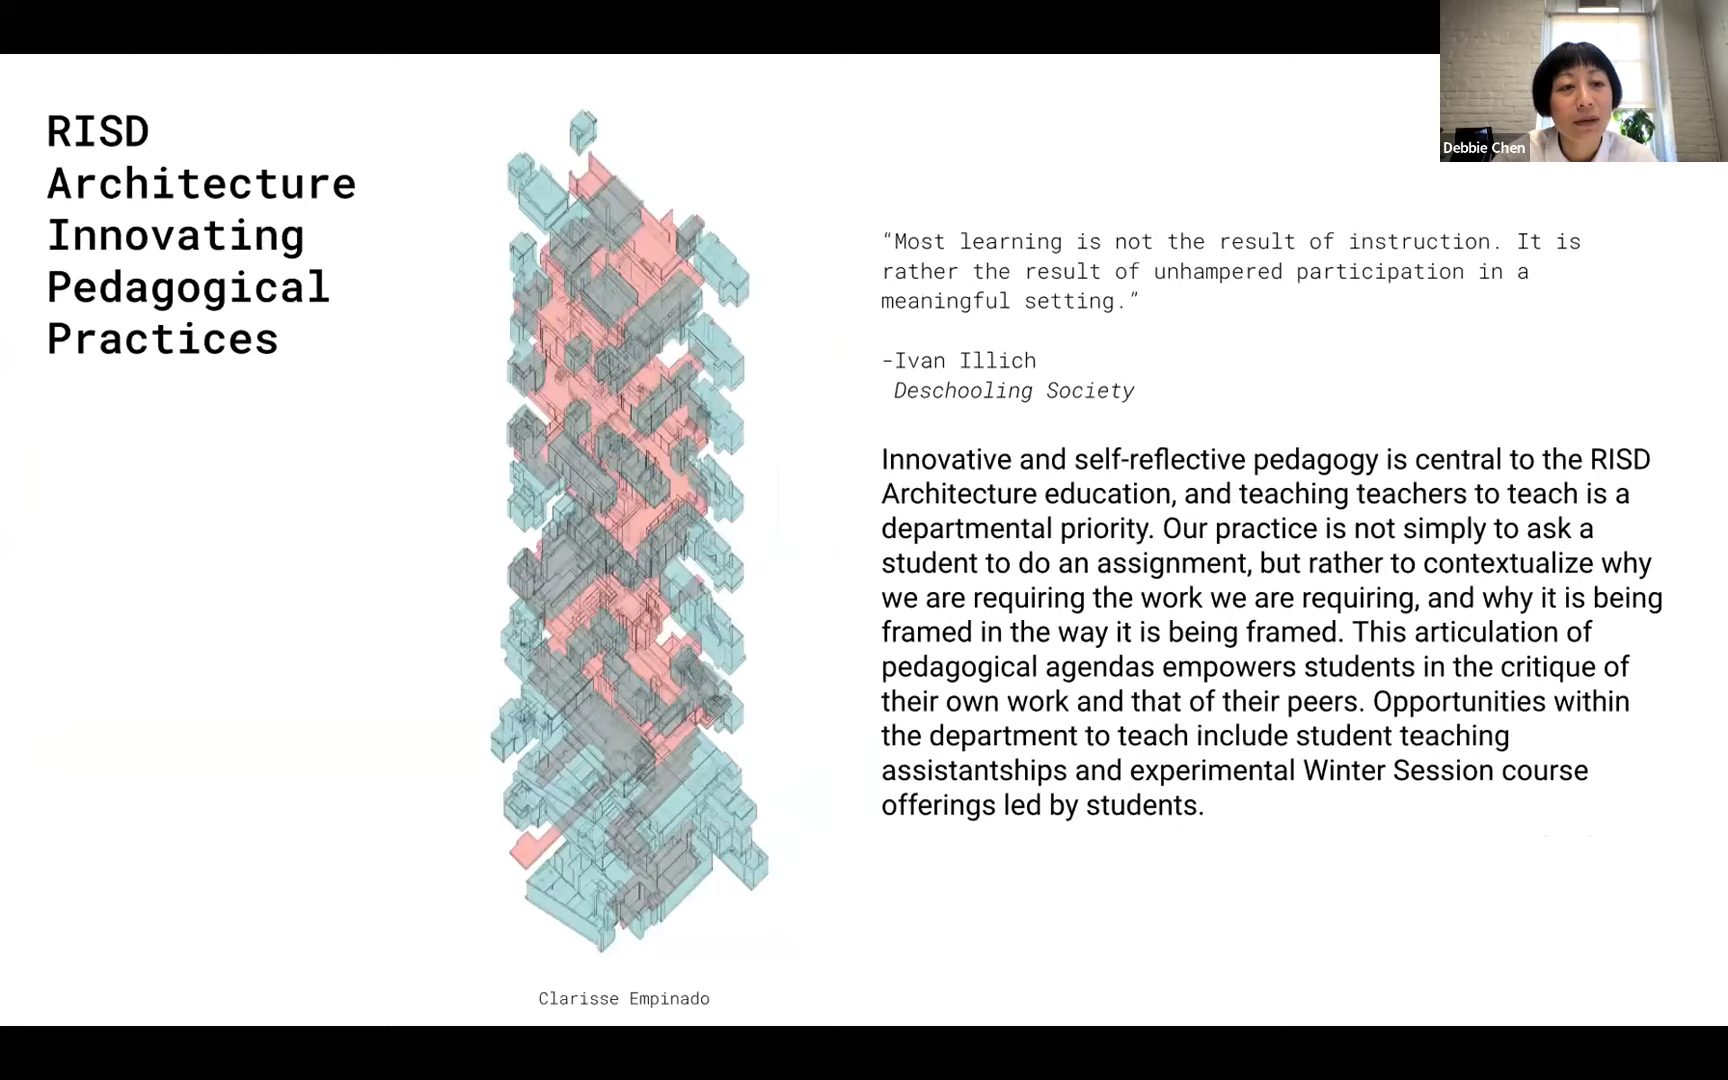 RISD
Architecture
Innovating
Pedagogical
Practices
Debbie Chen
“Most learning is not the result of instruction. It is
rather the result of unhampered participation in a
meaningful setting.”
-Ivan Illich
Deschooling Society
Innovative and self-reflective pedagogy is central to the RISD
Architecture education, and teaching teachers to teach is a
departmental priority. Our practice is not simply to ask a
student to do an assignment, but rather to contextualize why
we are requiring the work we are requiring, and why it is being
framed in the way it is being framed. This articulation of
pedagogical agendas empowers students in the critique of
their own work and that of their peers. Opportunities within
the department to teach include student teaching
assistantships and experimental Winter Session course
offerings led by students.
Clarisse Empinado